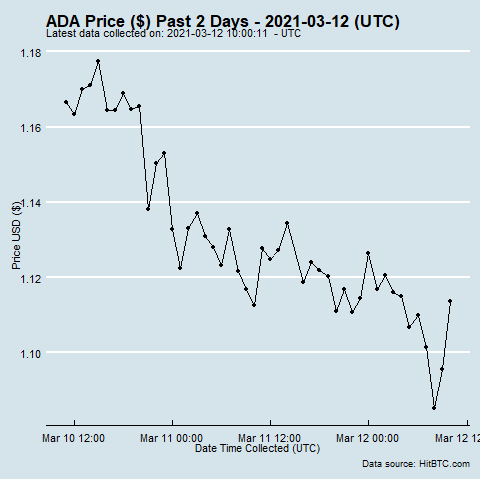 ADA Price ($) Past 2 Days - 2021-03-12 (UTC)
Latest data collected on: 2021-03-12 10:00:11  - UTC
1.18
1.16
1.14
1.12
1.10
Price USD ($)
Mar 10 12:00
Mar 11 00:00
Mar 11 12:00
Mar 12 00:00
Mar 12 12
Date Time Collected (UTC)
Data source: HitBTC.com